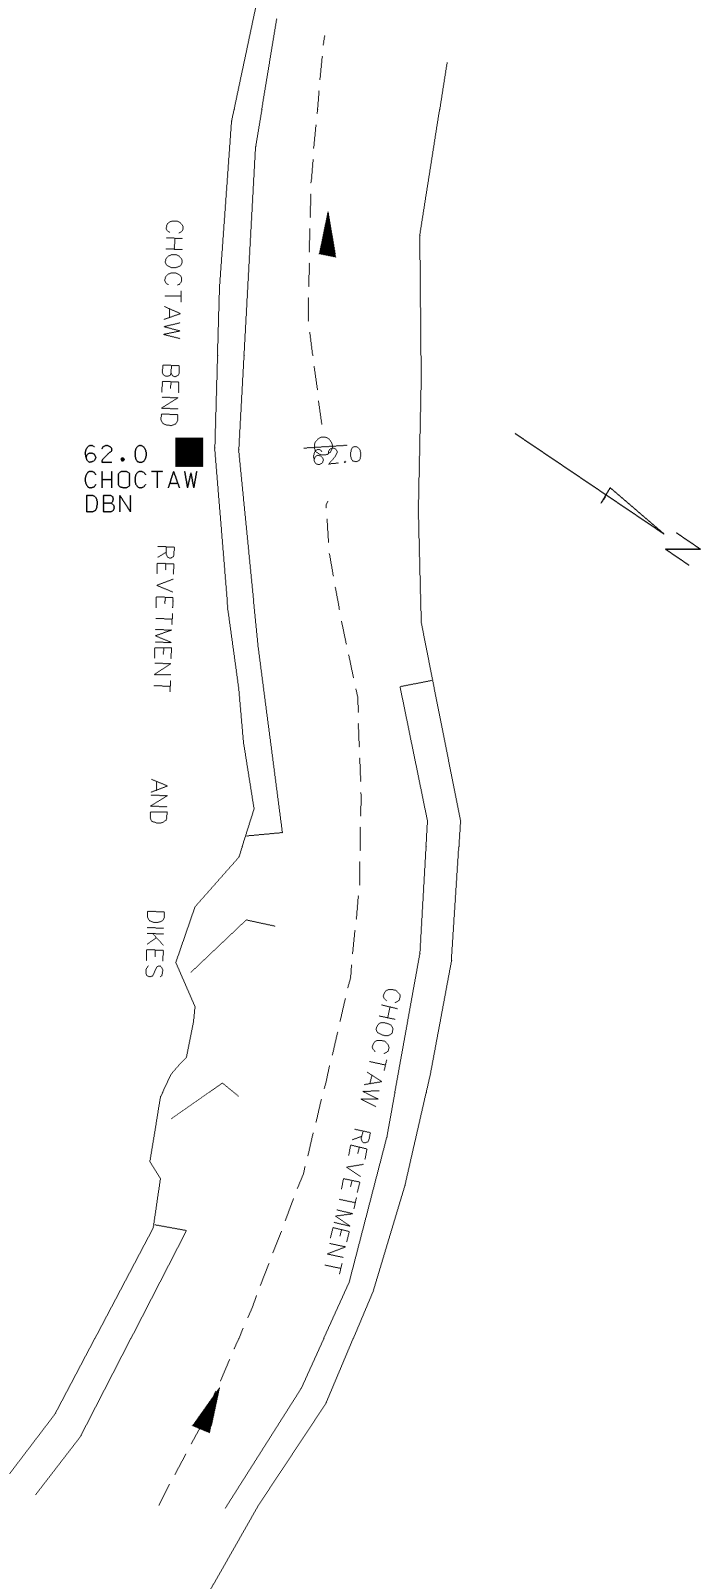 CHOCTAW BEND REVETMENT AND DIKES
62.0
CHOCTAW
DBN
62.0
N
CHOCTAW REVETMENT